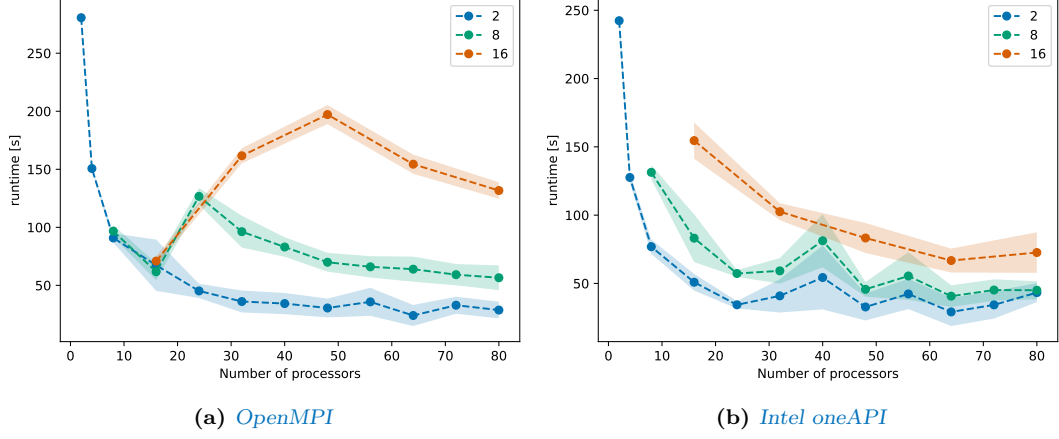 2
8
16
250
200
150
100
50
runtime [s]
0 10 20 30 40 50 60 70 80
Number of processors
(a) OpenMPI
2
8
16
250
200
150
100
50
runtime [s]
0 10 20 30 40 50 60 70 80
Number of processors
(b) Intel oneAPI